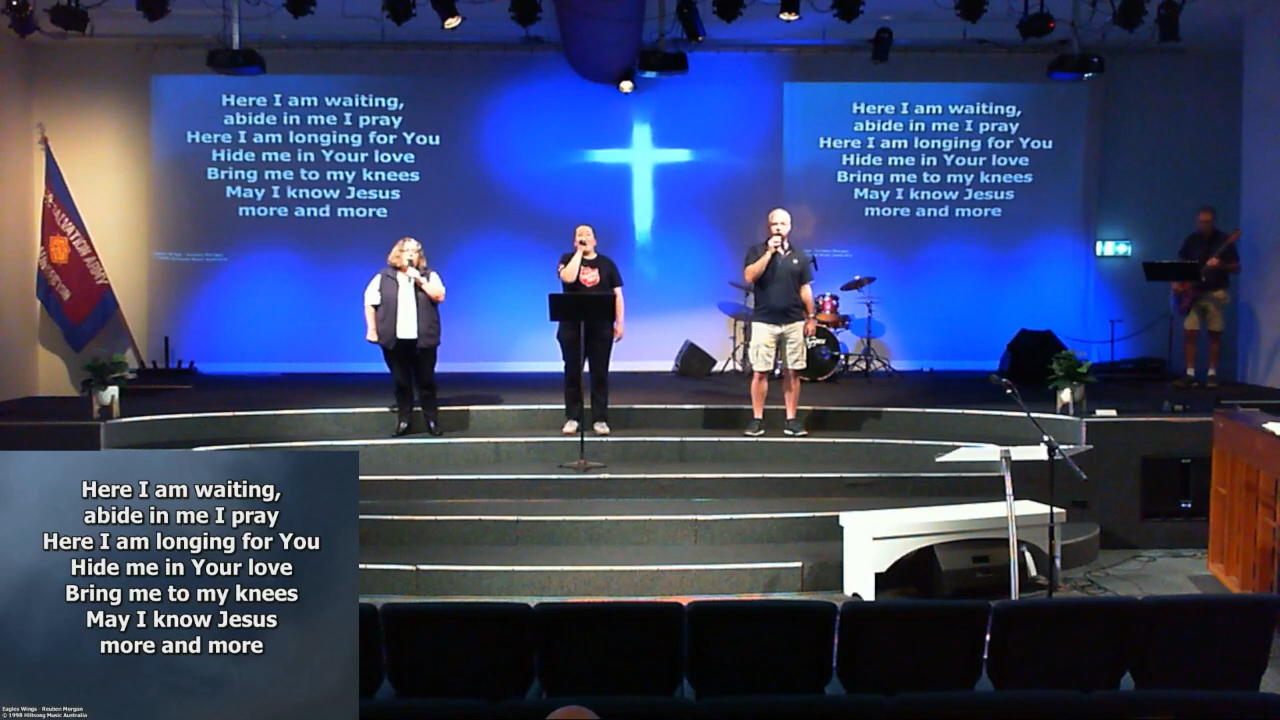 Here I am waiting,
abide in me I pray
Here I am longing for You
Hide me in Your love
Bring me to my knees
May I know Jesus
more and more
Here I am waiting,
abide in me I pray
Here I am longing for You
Hide me in Your love
Bring me to my knees
May I know Jesus
more and more
SALVATION ARMY
Here I am waiting,
abide in me I pray
Here I am longing for You
Hide me in Your love
Bring me to my knees
May I know Jesus
more and more
Eagles Wings - Reuben Morgan
© 1998 Hillsong Music Australia